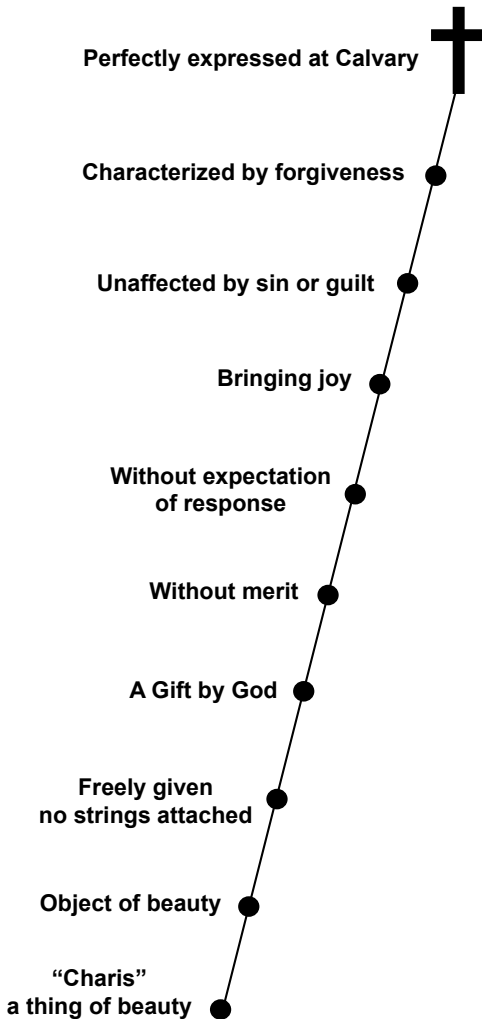 Perfectly expressed at Calvary
Characterized by forgiveness
Unaffected by sin or guilt
Bringing joy
Without expectation
of response
Without merit
A Gift by God
Freely given
no strings attached
Object of beauty
“Charis”
a thing of beauty